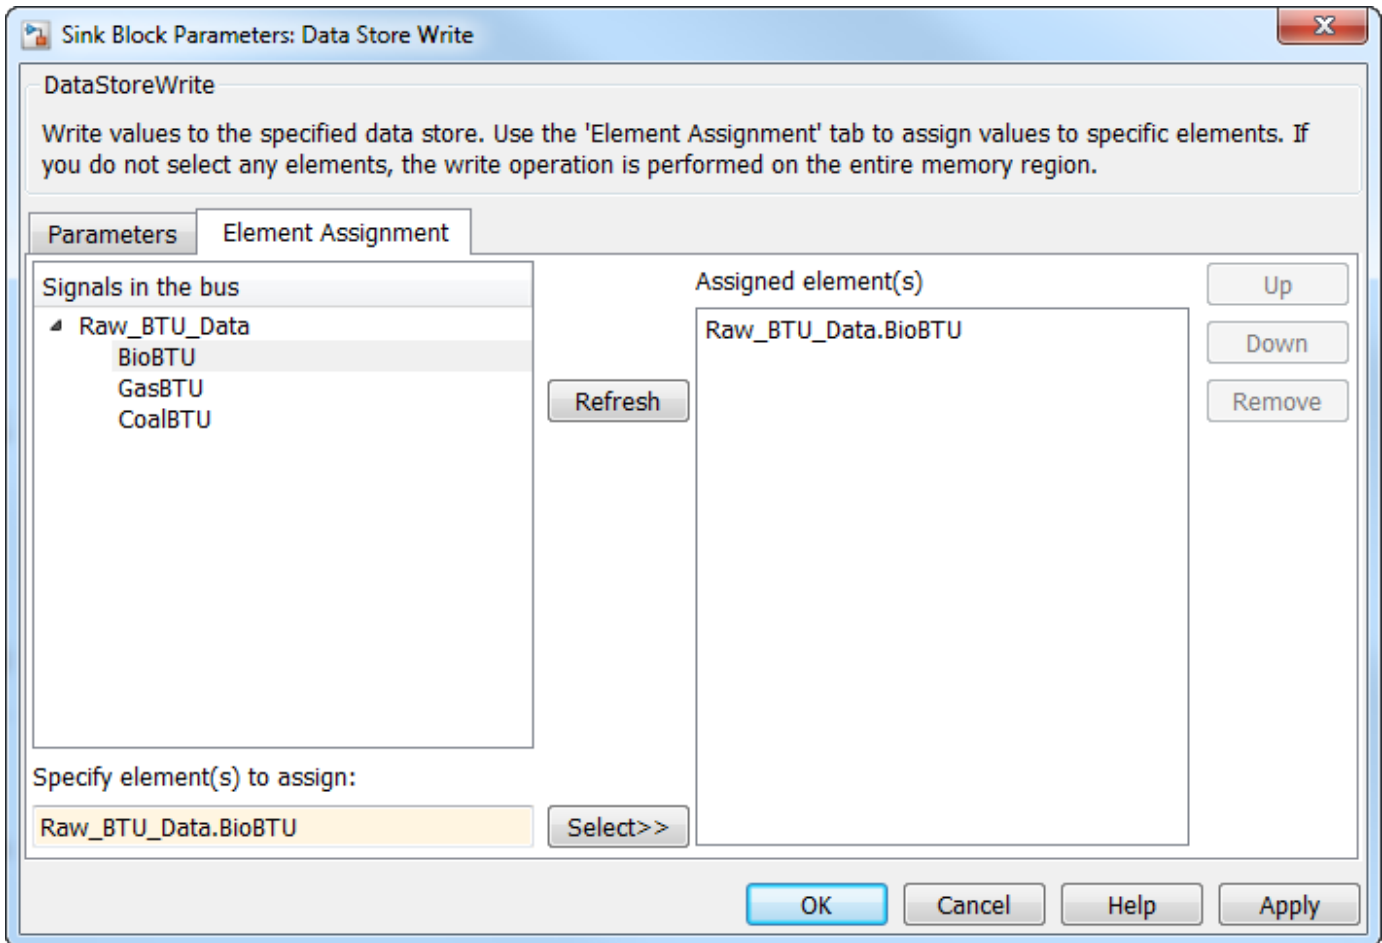 Sink Block Parameters: Data Store Write
DataStoreWrite
Write values to the specified data store. Use the 'Element Assignment' tab to assign values to specific elements. If
you do not select any elements, the write operation is performed on the entire memory region.
Parameters
Element Assignment
Signals in the bus
Raw_BTU_Data
BioBTU
GasBTU
CoalBTU
Refresh
Assigned element(s)
Raw_BTU_Data.BioBTU
Up
Down
Remove
Specify element(s) to assign:
Raw_BTU_Data.BioBTU
Select>>
OK
Cancel
Help
Apply